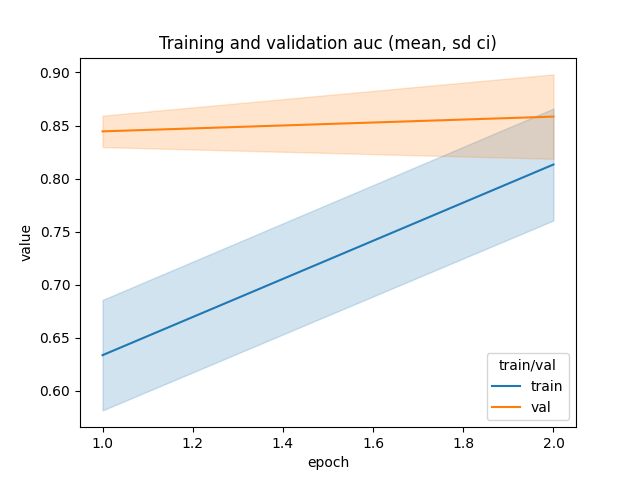 Training and validation auc (mean, sd ci)
value
0.90
0.85
0.80
0.75
0.70
0.65
0.60
1.0 1.2 1.4 1.6 1.8 2.0
epoch
train/val
train
val